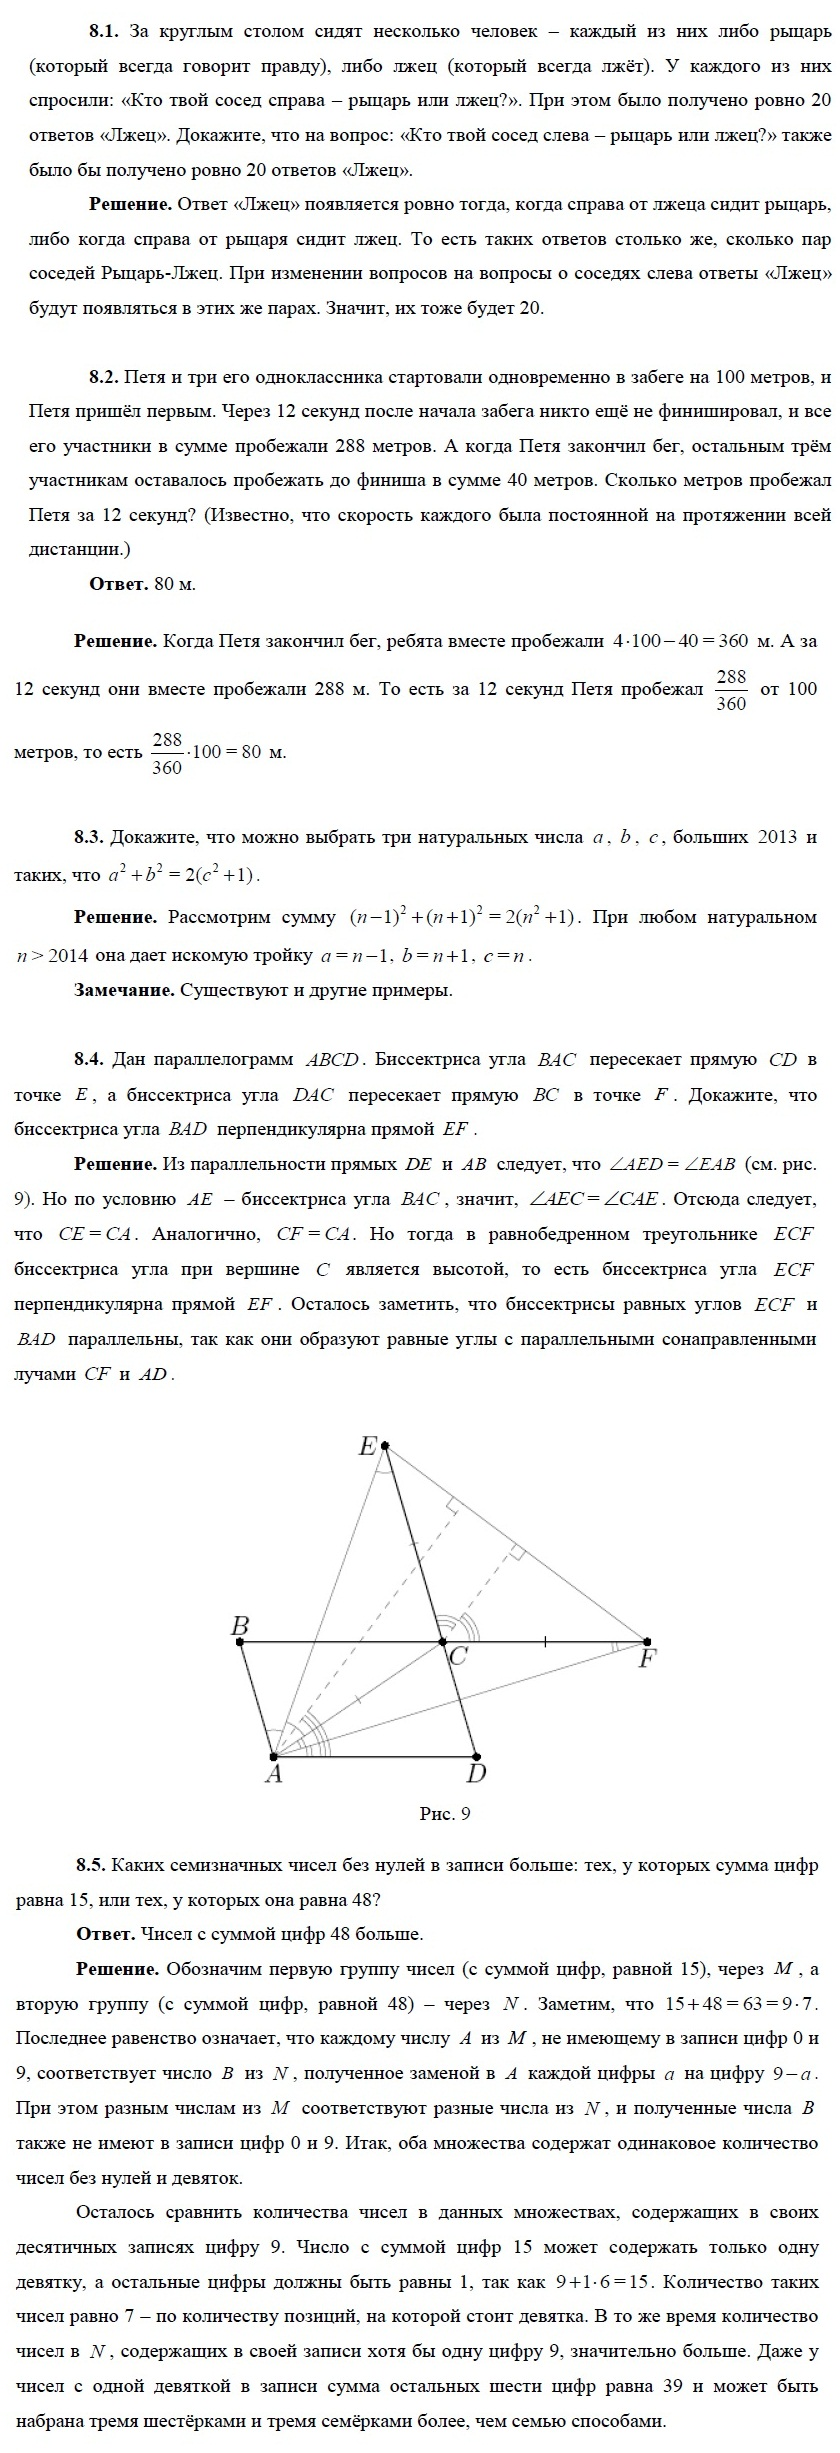 8.1. За круглым столом сидят несколько человек – каждый из них либо рыцарь
(который всегда говорит правду), либо лжец (который всегда лжёт). У каждого из них
спросили: «Кто твой сосед справа – рыцарь или лжец?». При этом было получено ровно 20
ответов «Лжец». Докажите, что на вопрос: «Кто твой сосед слева – рыцарь или лжец?» также
было бы получено ровно 20 ответов «Лжец».
Решение. Ответ «Лжец» появляется ровно тогда, когда справа от лжеца сидит рыцарь,
либо когда справа от рыцаря сидит лжец. То есть таких ответов столько же, сколько пар
соседей Рыцарь-Лжец. При изменении вопросов на вопросы о соседях слева ответы «Лжец»
будут появляться в этих же парах. Значит, их тоже будет 20.
8.2. Петя и три его одноклассника стартовали одновременно в забеге на 100 метров, и
Петя пришёл первым. Через 12 секунд после начала забега никто ещё не финишировал, и все
его участники в сумме пробежали 288 метров. А когда Петя закончил бег, остальным трём
участникам оставалось пробежать до финиша в сумме 40 метров. Сколько метров пробежал
Петя за 12 секунд? (Известно, что скорость каждого была постоянной на протяжении всей
дистанции.)
Ответ. 80 м.
Решение. Когда Петя закончил бег, ребята вместе пробежали 4·100−40=360 м. А за
12 секунд они вместе пробежали 288 м. То есть за 12 секунд Петя пробежал 288/360 от 100
метров, то есть 288/360·100=80 м.
8.3. Докажите, что можно выбрать три натуральных числа a, b, c, больших 2013 и
таких, что a²+b²=2(c²+1).
Решение. Рассмотрим сумму (n−1)²+(n+1)²=2(n²+1). При любом натуральном
n>2014 она дает искомую тройку a=n−1, b=n+1, c=n.
Замечание. Существуют и другие примеры.
8.4. Дан параллелограмм ABCD. Биссектриса угла BAC пересекает прямую CD в
точке E, а биссектриса угла DAC пересекает прямую BC в точке F. Докажите, что
биссектриса угла BAD перпендикулярна прямой EF.
Решение. Из параллельности прямых DE и AB следует, что ∠AED=∠EAB (см. рис.
9). Но по условию AE – биссектриса угла BAC, значит, ∠AEC=∠CAE. Отсюда следует,
что CE=CA. Аналогично, CF=CA. Но тогда в равнобедренном треугольнике ECF
биссектриса угла при вершине C является высотой, то есть биссектриса угла ECF
перпендикулярна прямой EF. Осталось заметить, что биссектрисы равных углов ECF и
BAD параллельны, так как они образуют равные углы с параллельными сонаправленными
лучами CF и AD.
E
B
C
F
A
D
Рис. 9
8.5. Каких семизначных чисел без нулей в записи больше: тех, у которых сумма цифр
равна 15, или тех, у которых она равна 48?
Ответ. Чисел с суммой цифр 48 больше.
Решение. Обозначим первую группу чисел (с суммой цифр, равной 15), через M, а
вторую группу (с суммой цифр, равной 48) – через N. Заметим, что 15+48=63=9·7.
Последнее равенство означает, что каждому числу A из M, не имеющему в записи цифр 0 и
9, соответствует число B из N, полученное заменой в A каждой цифры a на цифру 9−a.
При этом разным числам из M соответствуют разные числа из N, и полученные числа B
также не имеют в записи цифр 0 и 9. Итак, оба множества содержат одинаковое количество
чисел без нулей и девяток.
Осталось сравнить количества чисел в данных множествах, содержащих в своих
десятичных записях цифру 9. Число с суммой цифр 15 может содержать только одну
девятку, а остальные цифры должны быть равны 1, так как 9+1·6=15. Количество таких
чисел равно 7 – по количеству позиций, на которой стоит девятка. В то же время количество
чисел в N, содержащих в своей записи хотя бы одну цифру 9, значительно больше. Даже у
чисел с одной девяткой в записи сумма остальных шести цифр равна 39 и может быть
набрана тремя шестёрками и тремя семёрками более, чем семью способами.